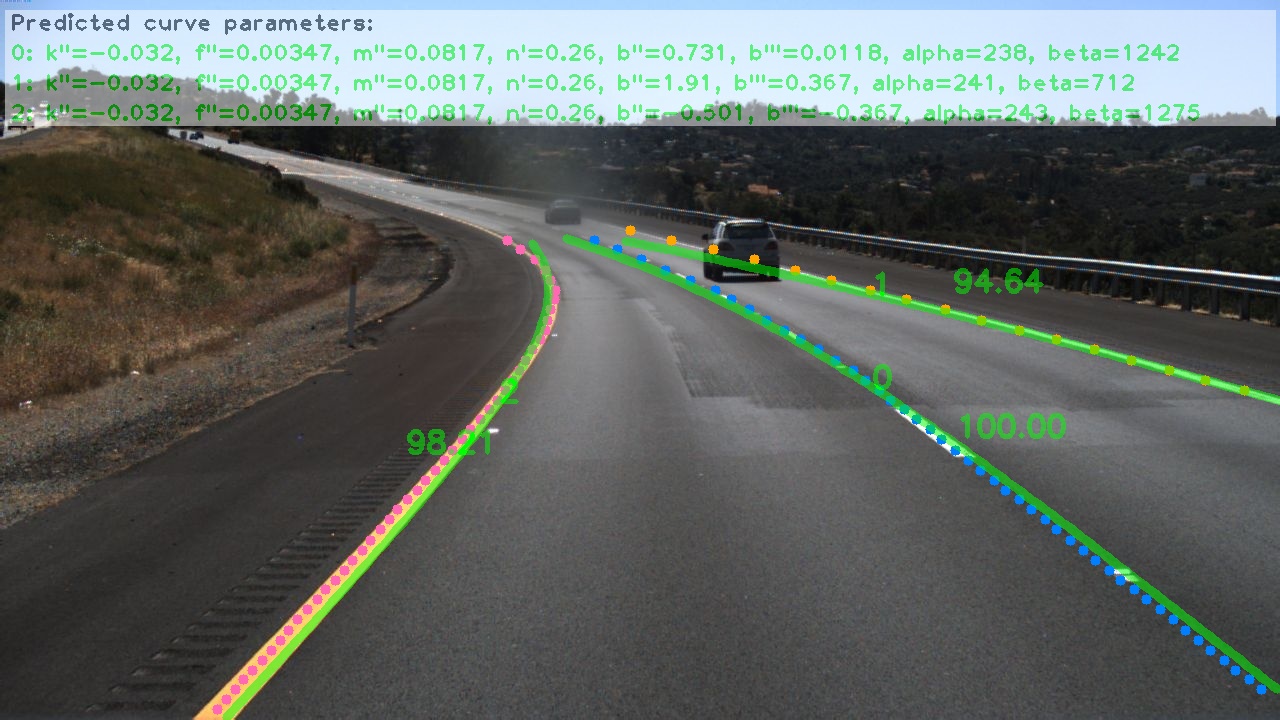 Predicted curve parameters:
0: k''=-0.032, f''=0.00347, m''=0.0817, n'=0.26, b''=0.731, b'''=0.0118, alpha=238, beta=1242
1: k''=-0.032, f''=0.00347, m''=0.0817, n'=0.26, b''=1.91, b'''=0.367, alpha=241, beta=712
2: k''=-0.032, f''=0.00347, m''=0.0817, n'=0.26, b''=-0.501, b'''=-0.367, alpha=243, beta=1275
1 94.64
0
100.00
2
98.21